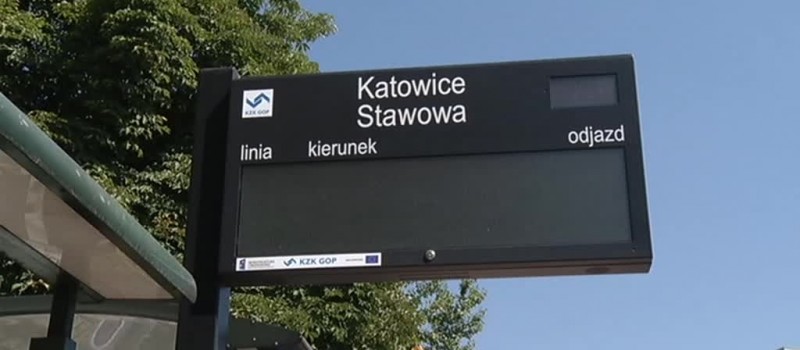 Katowice
Stawowa
KZK GOP
linia kierunek odjazd
KZK GOP